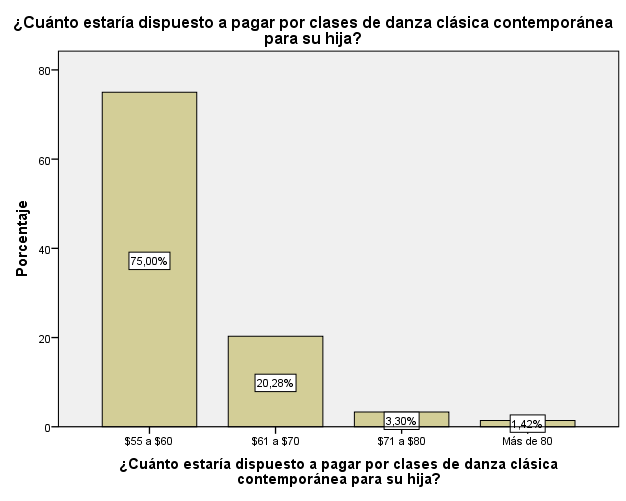 ¿Cuánto estaría dispuesto a pagar por clases de danza clásica contemporánea
para su hija?
Porcentaje
80
60
40
20
0
75,00%
20,28%
3,30%
1,42%
$55 a $60
$61 a $70
$71 a $80
Más de 80
¿Cuánto estaría dispuesto a pagar por clases de danza clásica
contemporánea para su hija?